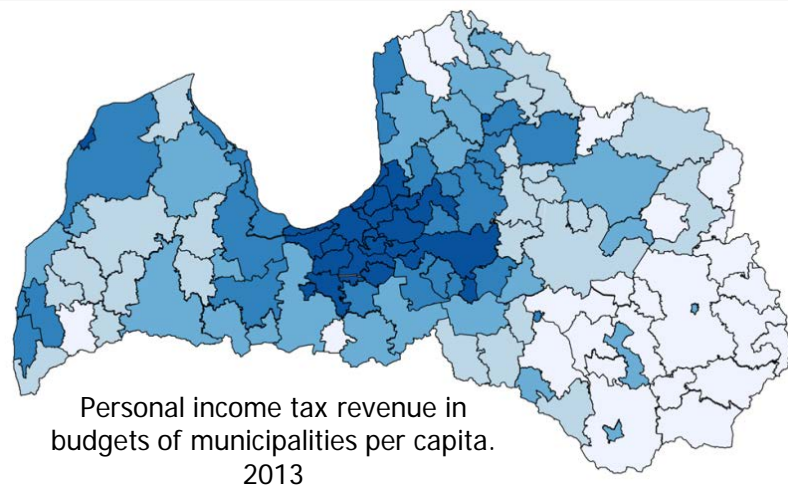 Personal income tax revenue in
budgets of municipalities per capita.
2013